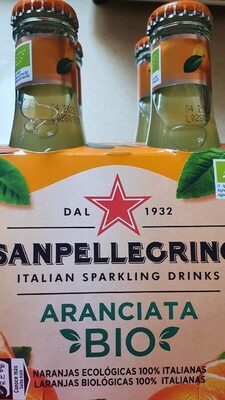 DAL 1932
SANPELLEGRINO
ITALIAN SPARKLING DRINKS
ARANCIATA
BIO
NARANJAS ECOLÓGICAS 100% ITALIANAS
LARANJAS BIOLÓGICAS 100% ITALIANAS